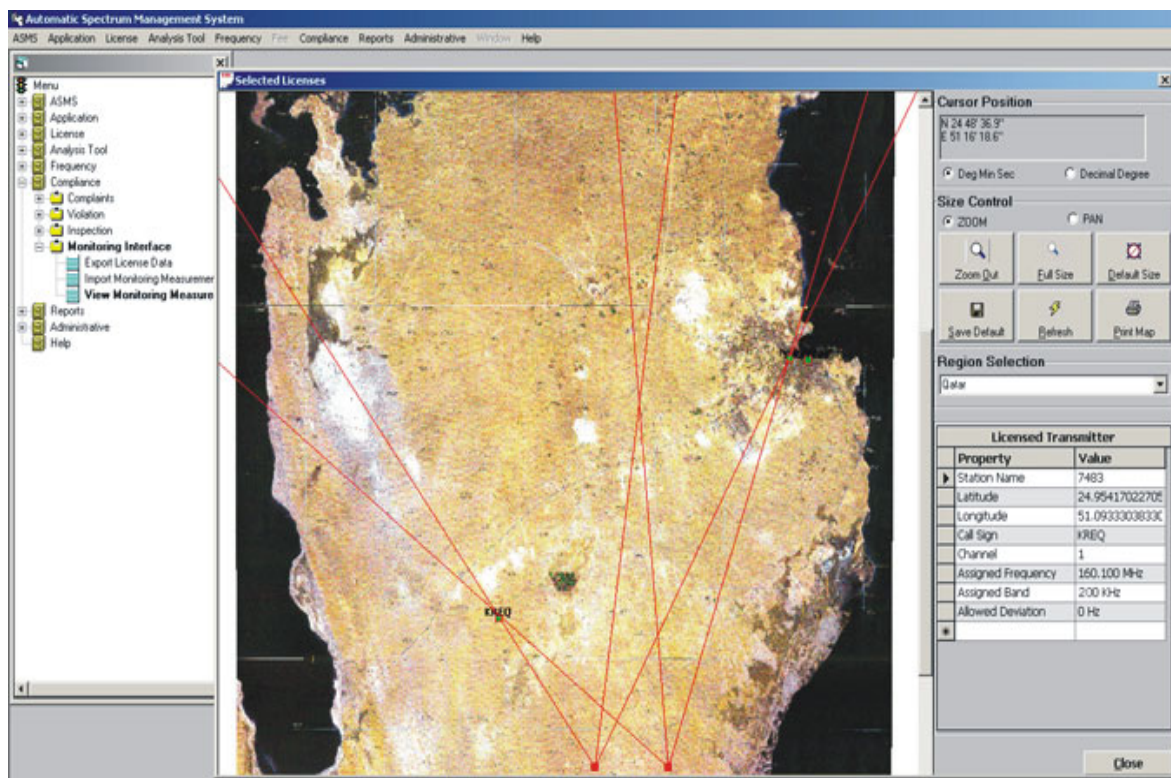 Automatic Spectrum Management System
ASMS Application License Analysis Tool Frequency Fee Compliance Reports Administrative Window Help
Menu
ASMS
Application
License
Analysis Tool
Frequency
Compliance
Complaints
Violation
Inspection
Monitoring Interface
Export License Data
Import Monitoring Measuremer
View Monitoring Measure
Reports
Administrative
Help
Selected Licenses
KREQ
Cursor Position
N 24 48' 36.9"
E 51 16' 18.6"
Deg Min Sec Decimal Degree
Size Control
ZOOM PAN
Zoom Out Full Size Default Size
Save Default Refresh Print Map
Region Selection
Qatar
Licensed Transmitter
Property Value
Station Name 7483
Latitude 24.95417022705
Longitude 51.0933303833
Call Sign KREQ
Channel 1
Assigned Frequency 160.100 MHz
Assigned Band 200 kHz
Allowed Deviation 0 Hz
Close